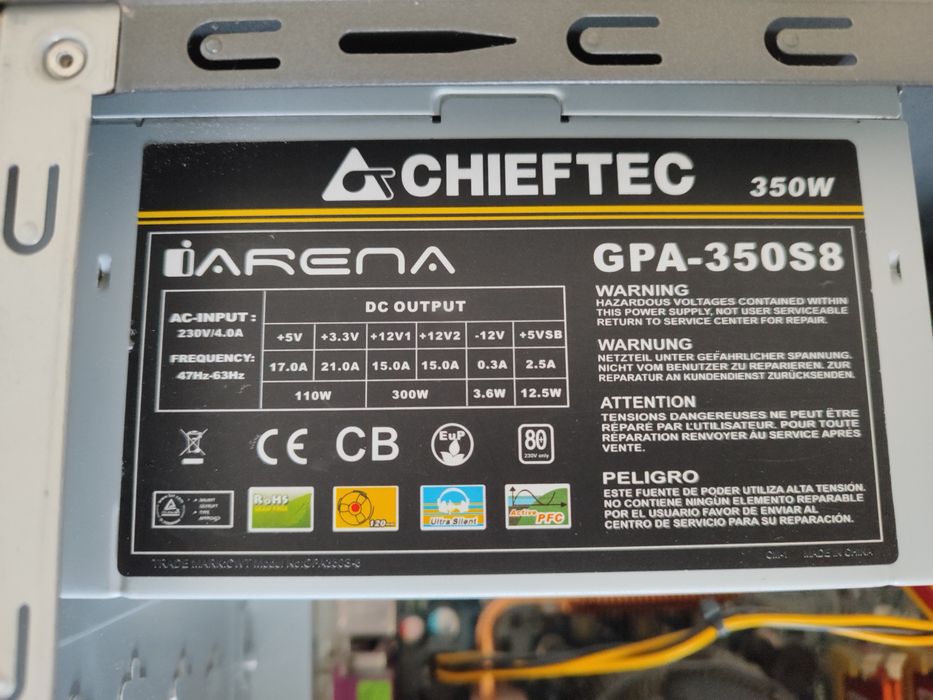 CHIEFTEC 350W
iARENA
GPA-350S8
AC-INPUT :
230V/4.0A
FREQUENCY:
47Hz-63Hz
DC OUTPUT
+5V +3.3V +12V1 +12V2 -12V +5VSB
17.0A 21.0A 15.0A 15.0A 0.3A 2.5A
110W 300W 3.6W 12.5W
WARNING
HAZARDOUS VOLTAGES CONTAINED WITHIN
THIS POWER SUPPLY, NOT USER SERVICEABLE
RETURN TO SERVICE CENTER FOR REPAIR.
WARNUNG
NETZTEIL UNTER GEFÄHRLICHER SPANNUNG.
NICHT VOM BENUTZER ZU REPARIEREN. ZUR
REPARATUR AN KUNDENDIENST ZURÜCKSENDEN.
ATTENTION
TENSIONS DANGEREUSES NE PEUT ËTRE
RÉPARÉ PAR L'UTILISATEUR. POUR TOUTE
RÉPARATION RENVOYER AU SERVICE APRÉS
VENTE.
PELIGRO
ESTE FUENTE DE PODER UTILIZA ALTA TENSIÓN.
NO CONTIENE NINGÚN ELEMENTO REPARABLE
POR EL USUARIO FAVOR DE ENVIAR AL
CENTRO DE SERVICIO PARA SU REPARACIÓN.
CE CB EuP 80
230V only
RoHS
120mm
Ultra Silent
Active PFC
MADE IN CHINA